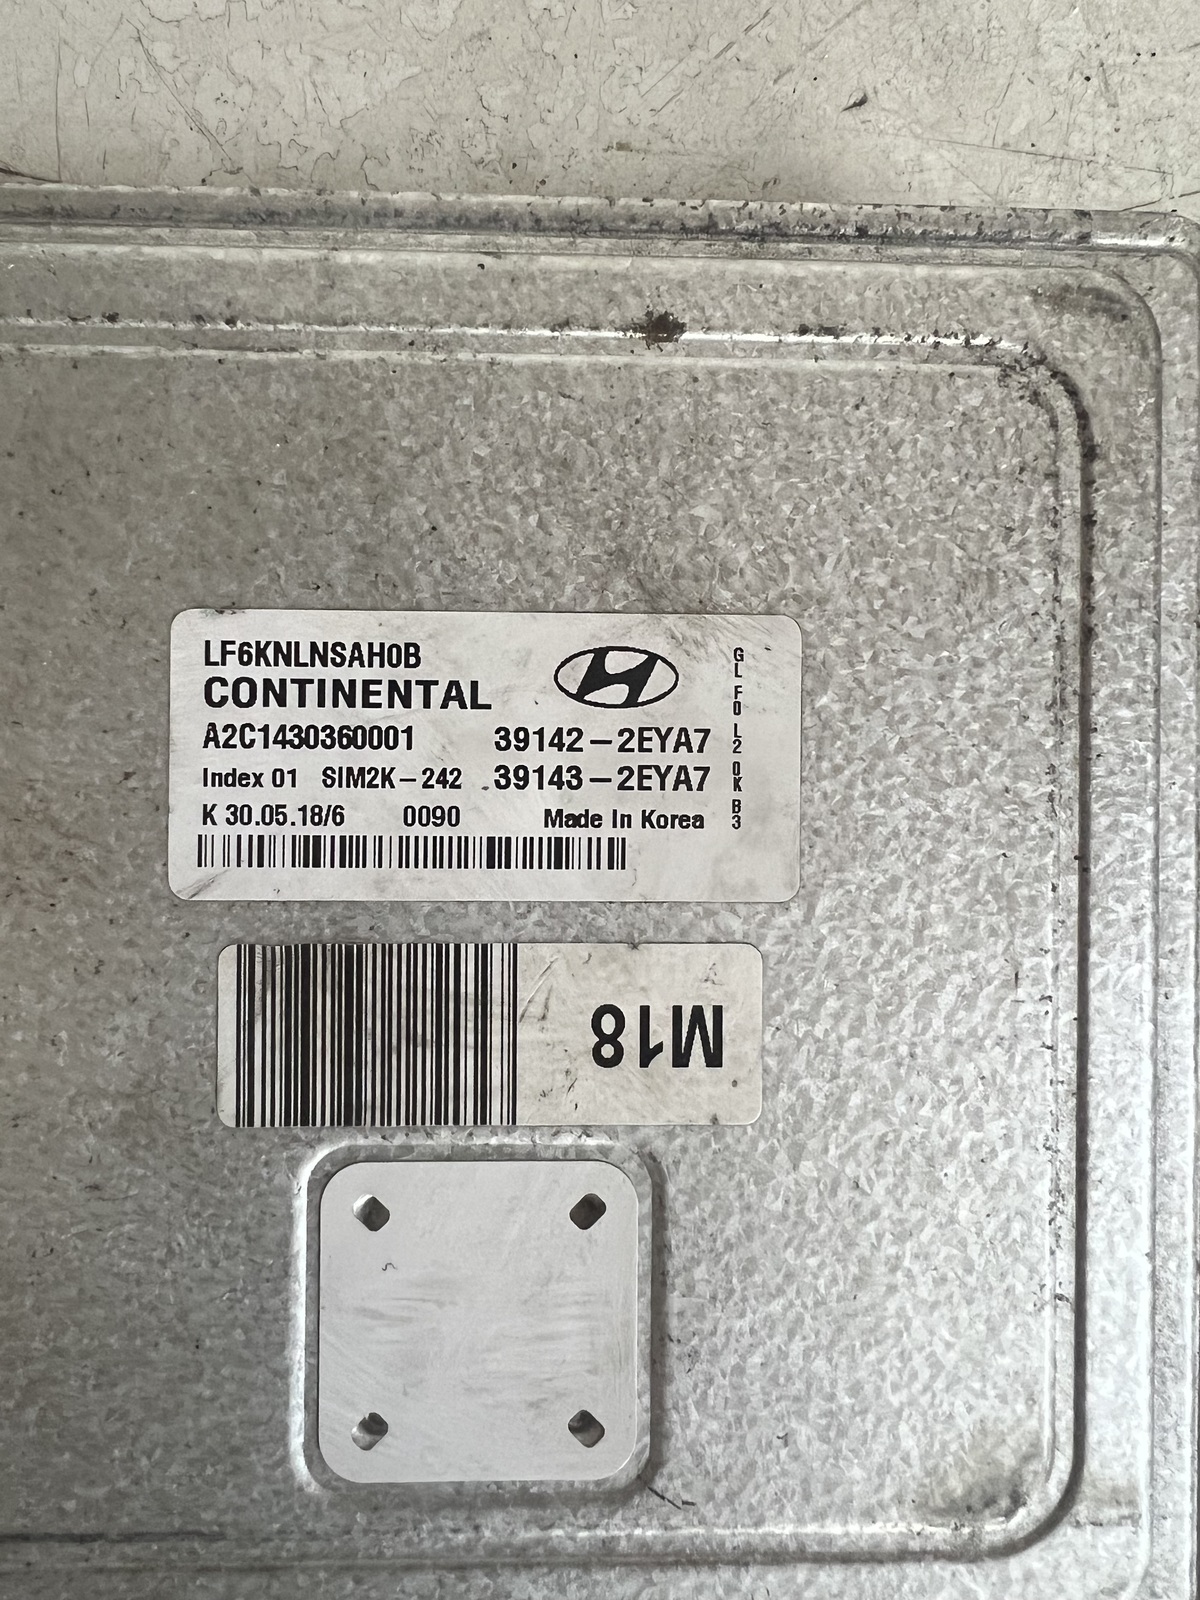 LF6KNLNSAH0B
CONTINENTAL
A2C1430360001 39142-2EYA7
Index 01 SIM2K-242 39143-2EYA7
K 30.05.18/6 0090 Made In Korea
GL F0 L2 0K B3
M18